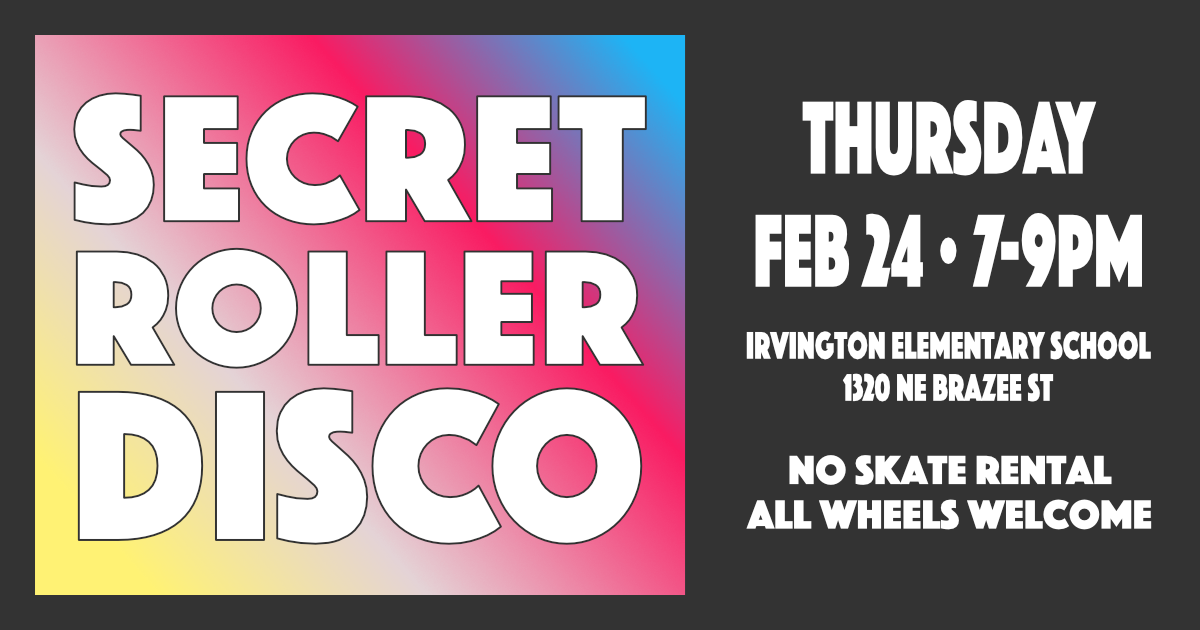 SECRET
ROLLER
DISCO
THURSDAY
FEB 24 • 7-9PM
IRVINGTON ELEMENTARY SCHOOL
1320 NE BRAZEE ST
NO SKATE RENTAL
ALL WHEELS WELCOME